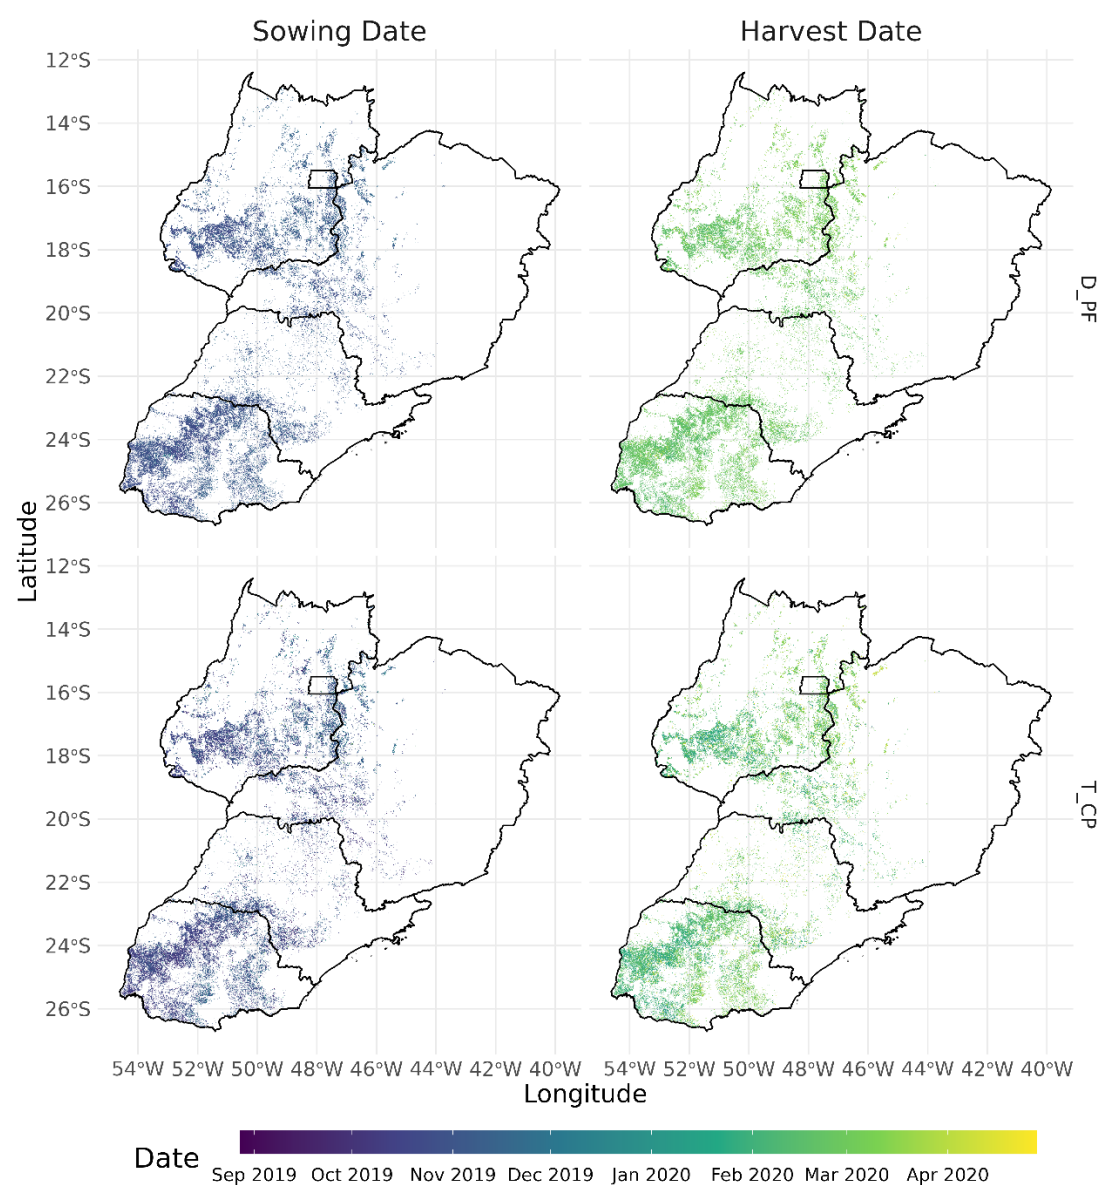 Sowing Date Harvest Date
12°S
14°S
16°S
18°S
20°S
22°S
24°S
26°S
D_PF
Latitude
12°S
14°S
16°S
18°S
20°S
22°S
24°S
26°S
T_CP
54°W 52°W 50°W 48°W 46°W 44°W 42°W 40°W 54°W 52°W 50°W 48°W 46°W 44°W 42°W 40°W
Longitude
Date
Sep 2019 Oct 2019 Nov 2019 Dec 2019 Jan 2020 Feb 2020 Mar 2020 Apr 2020